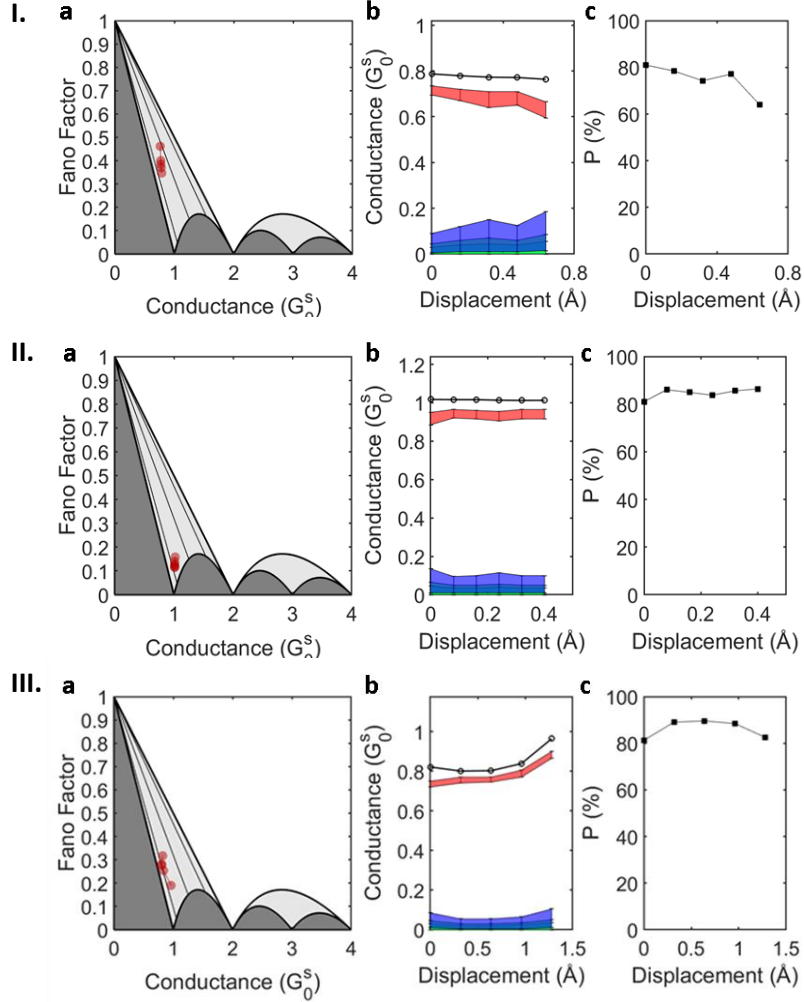 I. a b c
1
0.9
0.8
0.7
0.6
0.5
0.4
0.3
0.2
0.1
0
Fano Factor
0 1 2 3 4
Conductance (G₀ˢ)
1
0.8
0.6
0.4
0.2
0
Conductance (G₀ˢ)
0 0.4 0.8
Displacement (Å)
100
80
60
40
20
0
P (%)
0 0.4 0.8
Displacement (Å)
II. a b c
1
0.9
0.8
0.7
0.6
0.5
0.4
0.3
0.2
0.1
0
Fano Factor
0 1 2 3 4
Conductance (G₀ˢ)
1.2
1
0.8
0.6
0.4
0.2
0
Conductance (G₀ˢ)
0 0.2 0.4
Displacement (Å)
100
80
60
40
20
0
P (%)
0 0.2 0.4
Displacement (Å)
III. a b c
1
0.9
0.8
0.7
0.6
0.5
0.4
0.3
0.2
0.1
0
Fano Factor
0 1 2 3 4
Conductance (G₀ˢ)
1
0.8
0.6
0.4
0.2
0
Conductance (G₀ˢ)
0 0.5 1 1.5
Displacement (Å)
100
80
60
40
20
0
P (%)
0 0.5 1 1.5
Displacement (Å)